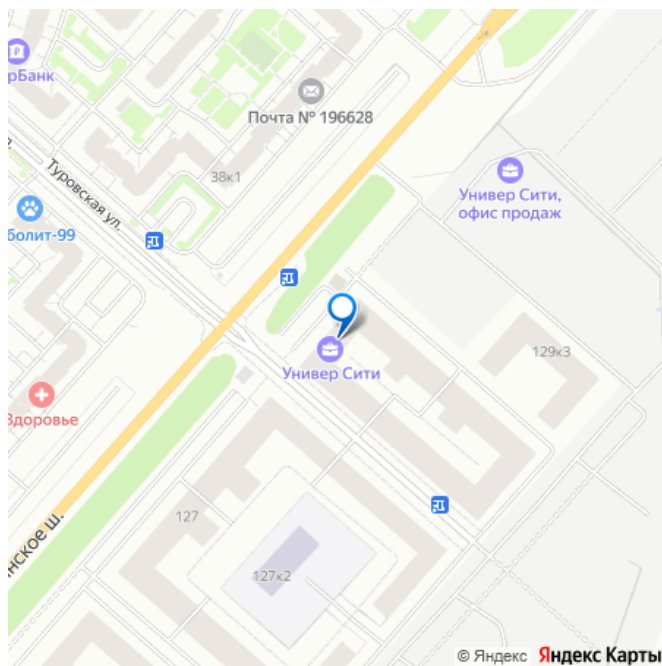 рБанк
Почта № 196628
38к1
Туровская ул.
Универ Сити,
офис продаж
болит-99
Универ Сити
129к3
Здоровье
нское ш.
127
127к2
© Яндекс Яндекс Карты